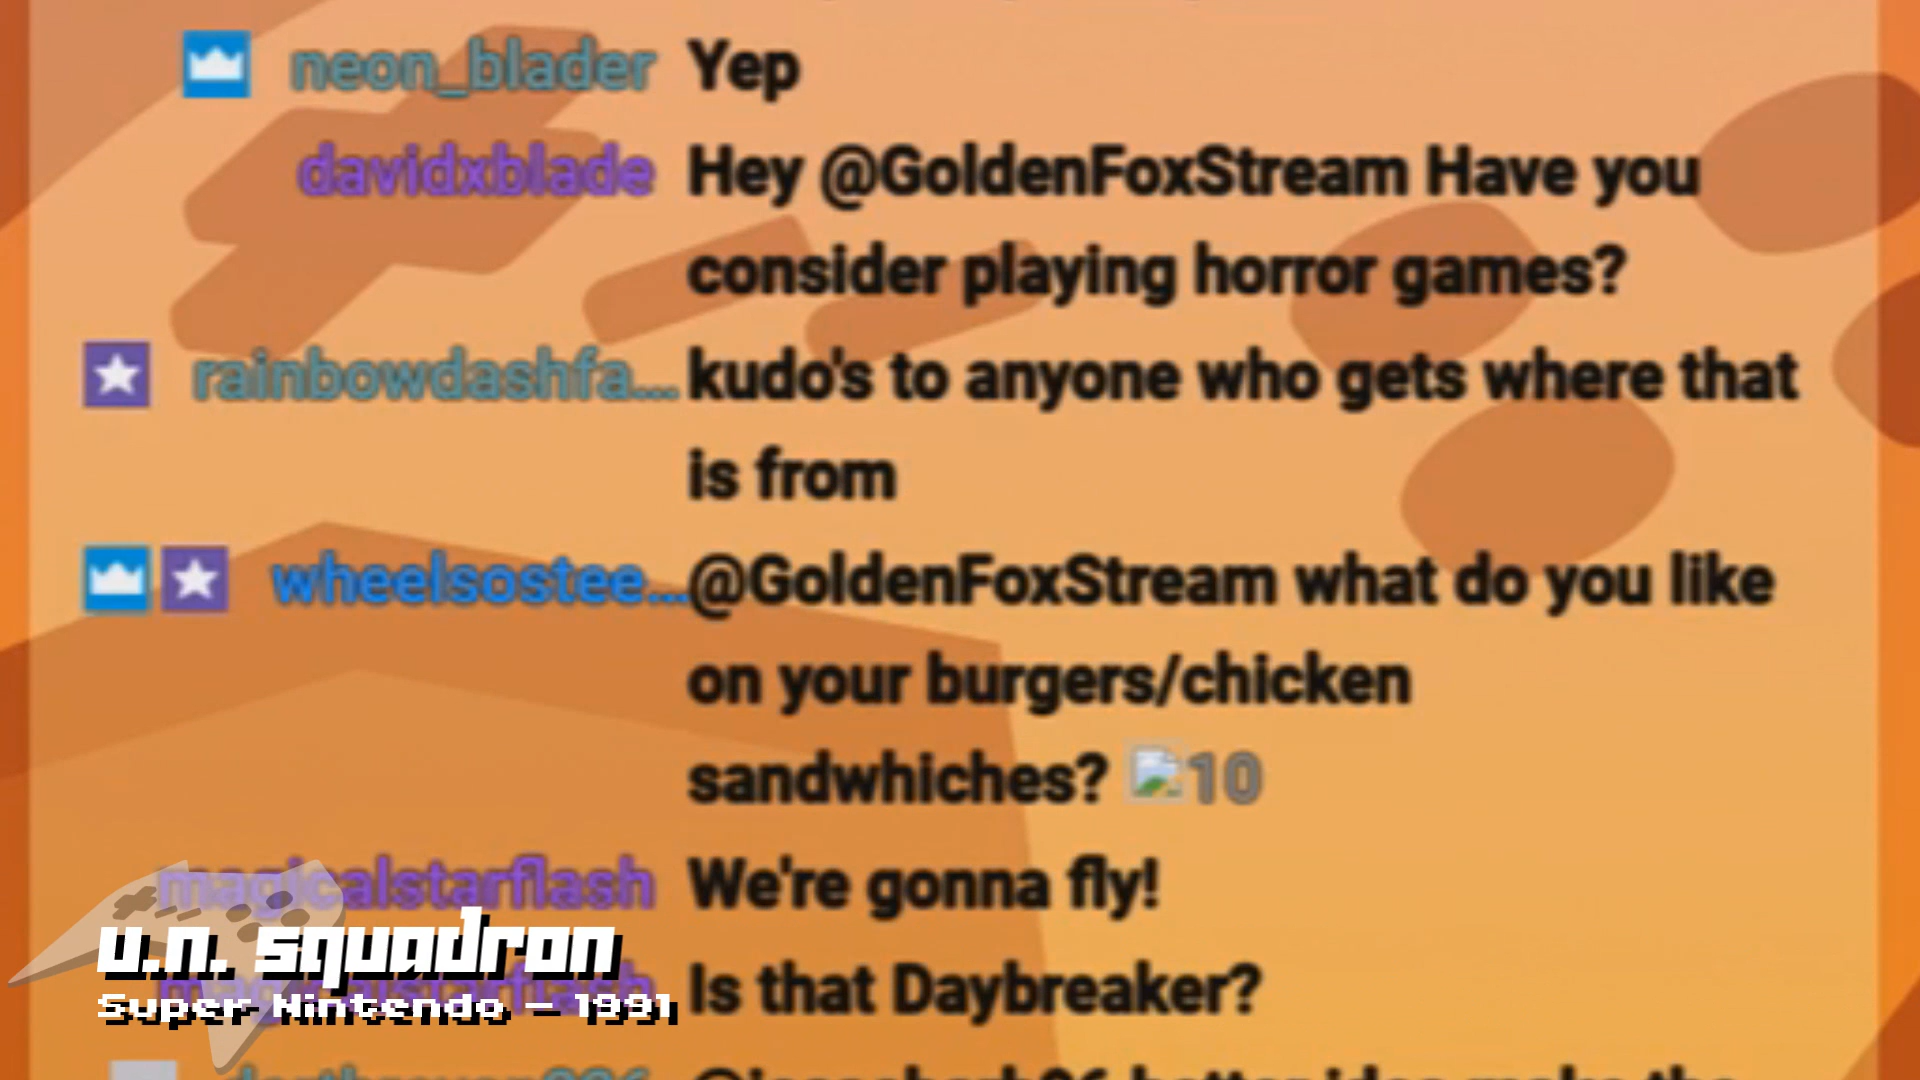 neon_blader Yep
davidxblade Hey @GoldenFoxStream Have you
consider playing horror games?
rainbowdashfa... kudo's to anyone who gets where that
is from
wheelsostee... @GoldenFoxStream what do you like
on your burgers/chicken
sandwhiches? 10
magicalstarflash We're gonna fly!
u.n. squadron
magicalstarflash Is that Daybreaker?
Super Nintendo - 1991